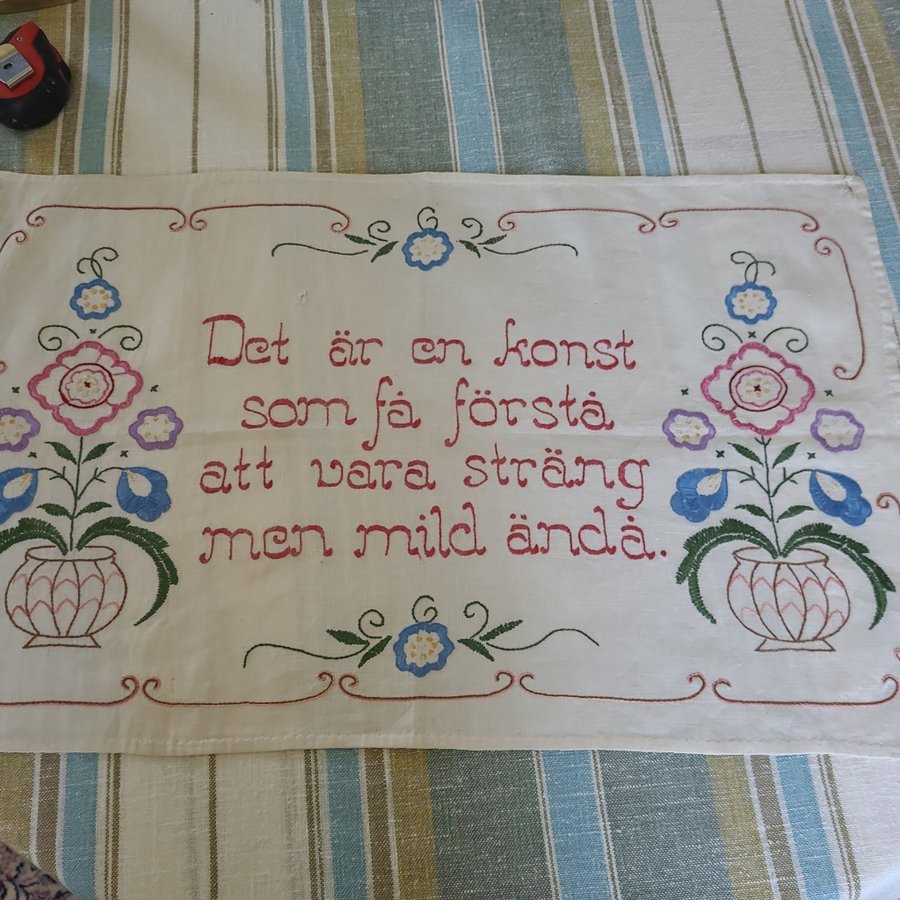 Det är en konst
som få förstå
att vara sträng
men mild ändå.